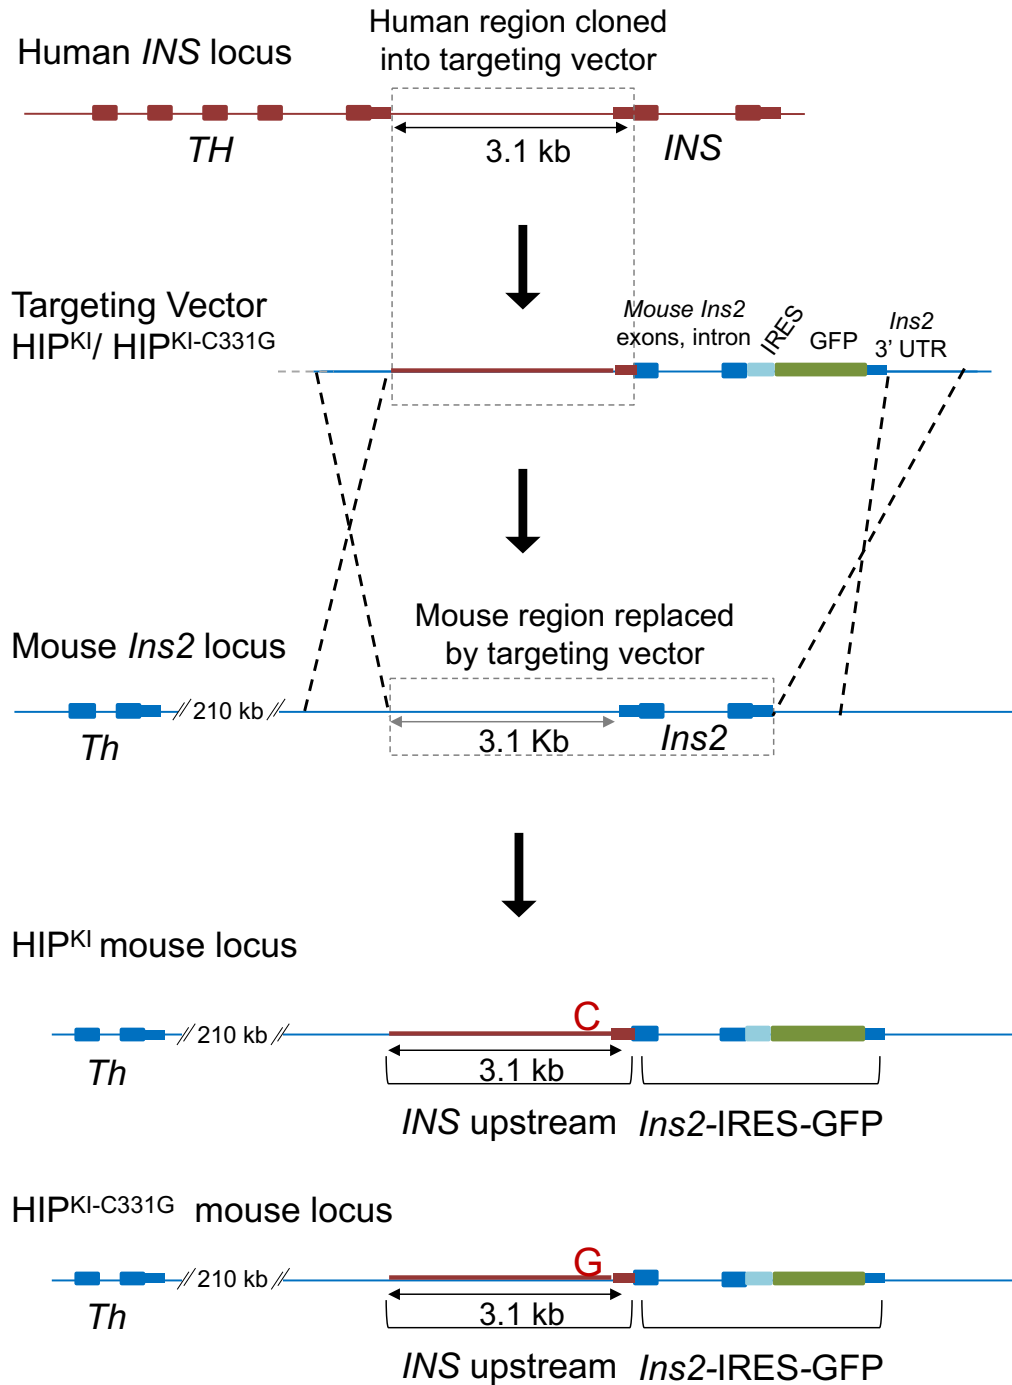 Human region cloned
into targeting vector
Human INS locus
TH
3.1 kb
INS
Targeting Vector
HIPKI/ HIPKI-C331G
Mouse Ins2
exons, intron
IRES
GFP
Ins2
3' UTR
Mouse region replaced
by targeting vector
Mouse Ins2 locus
210 kb
Th
3.1 Kb
Ins2
HIPKI mouse locus
C
210 kb
Th
3.1 kb
INS upstream
Ins2-IRES-GFP
HIPKI-C331G mouse locus
G
210 kb
Th
3.1 kb
INS upstream
Ins2-IRES-GFP